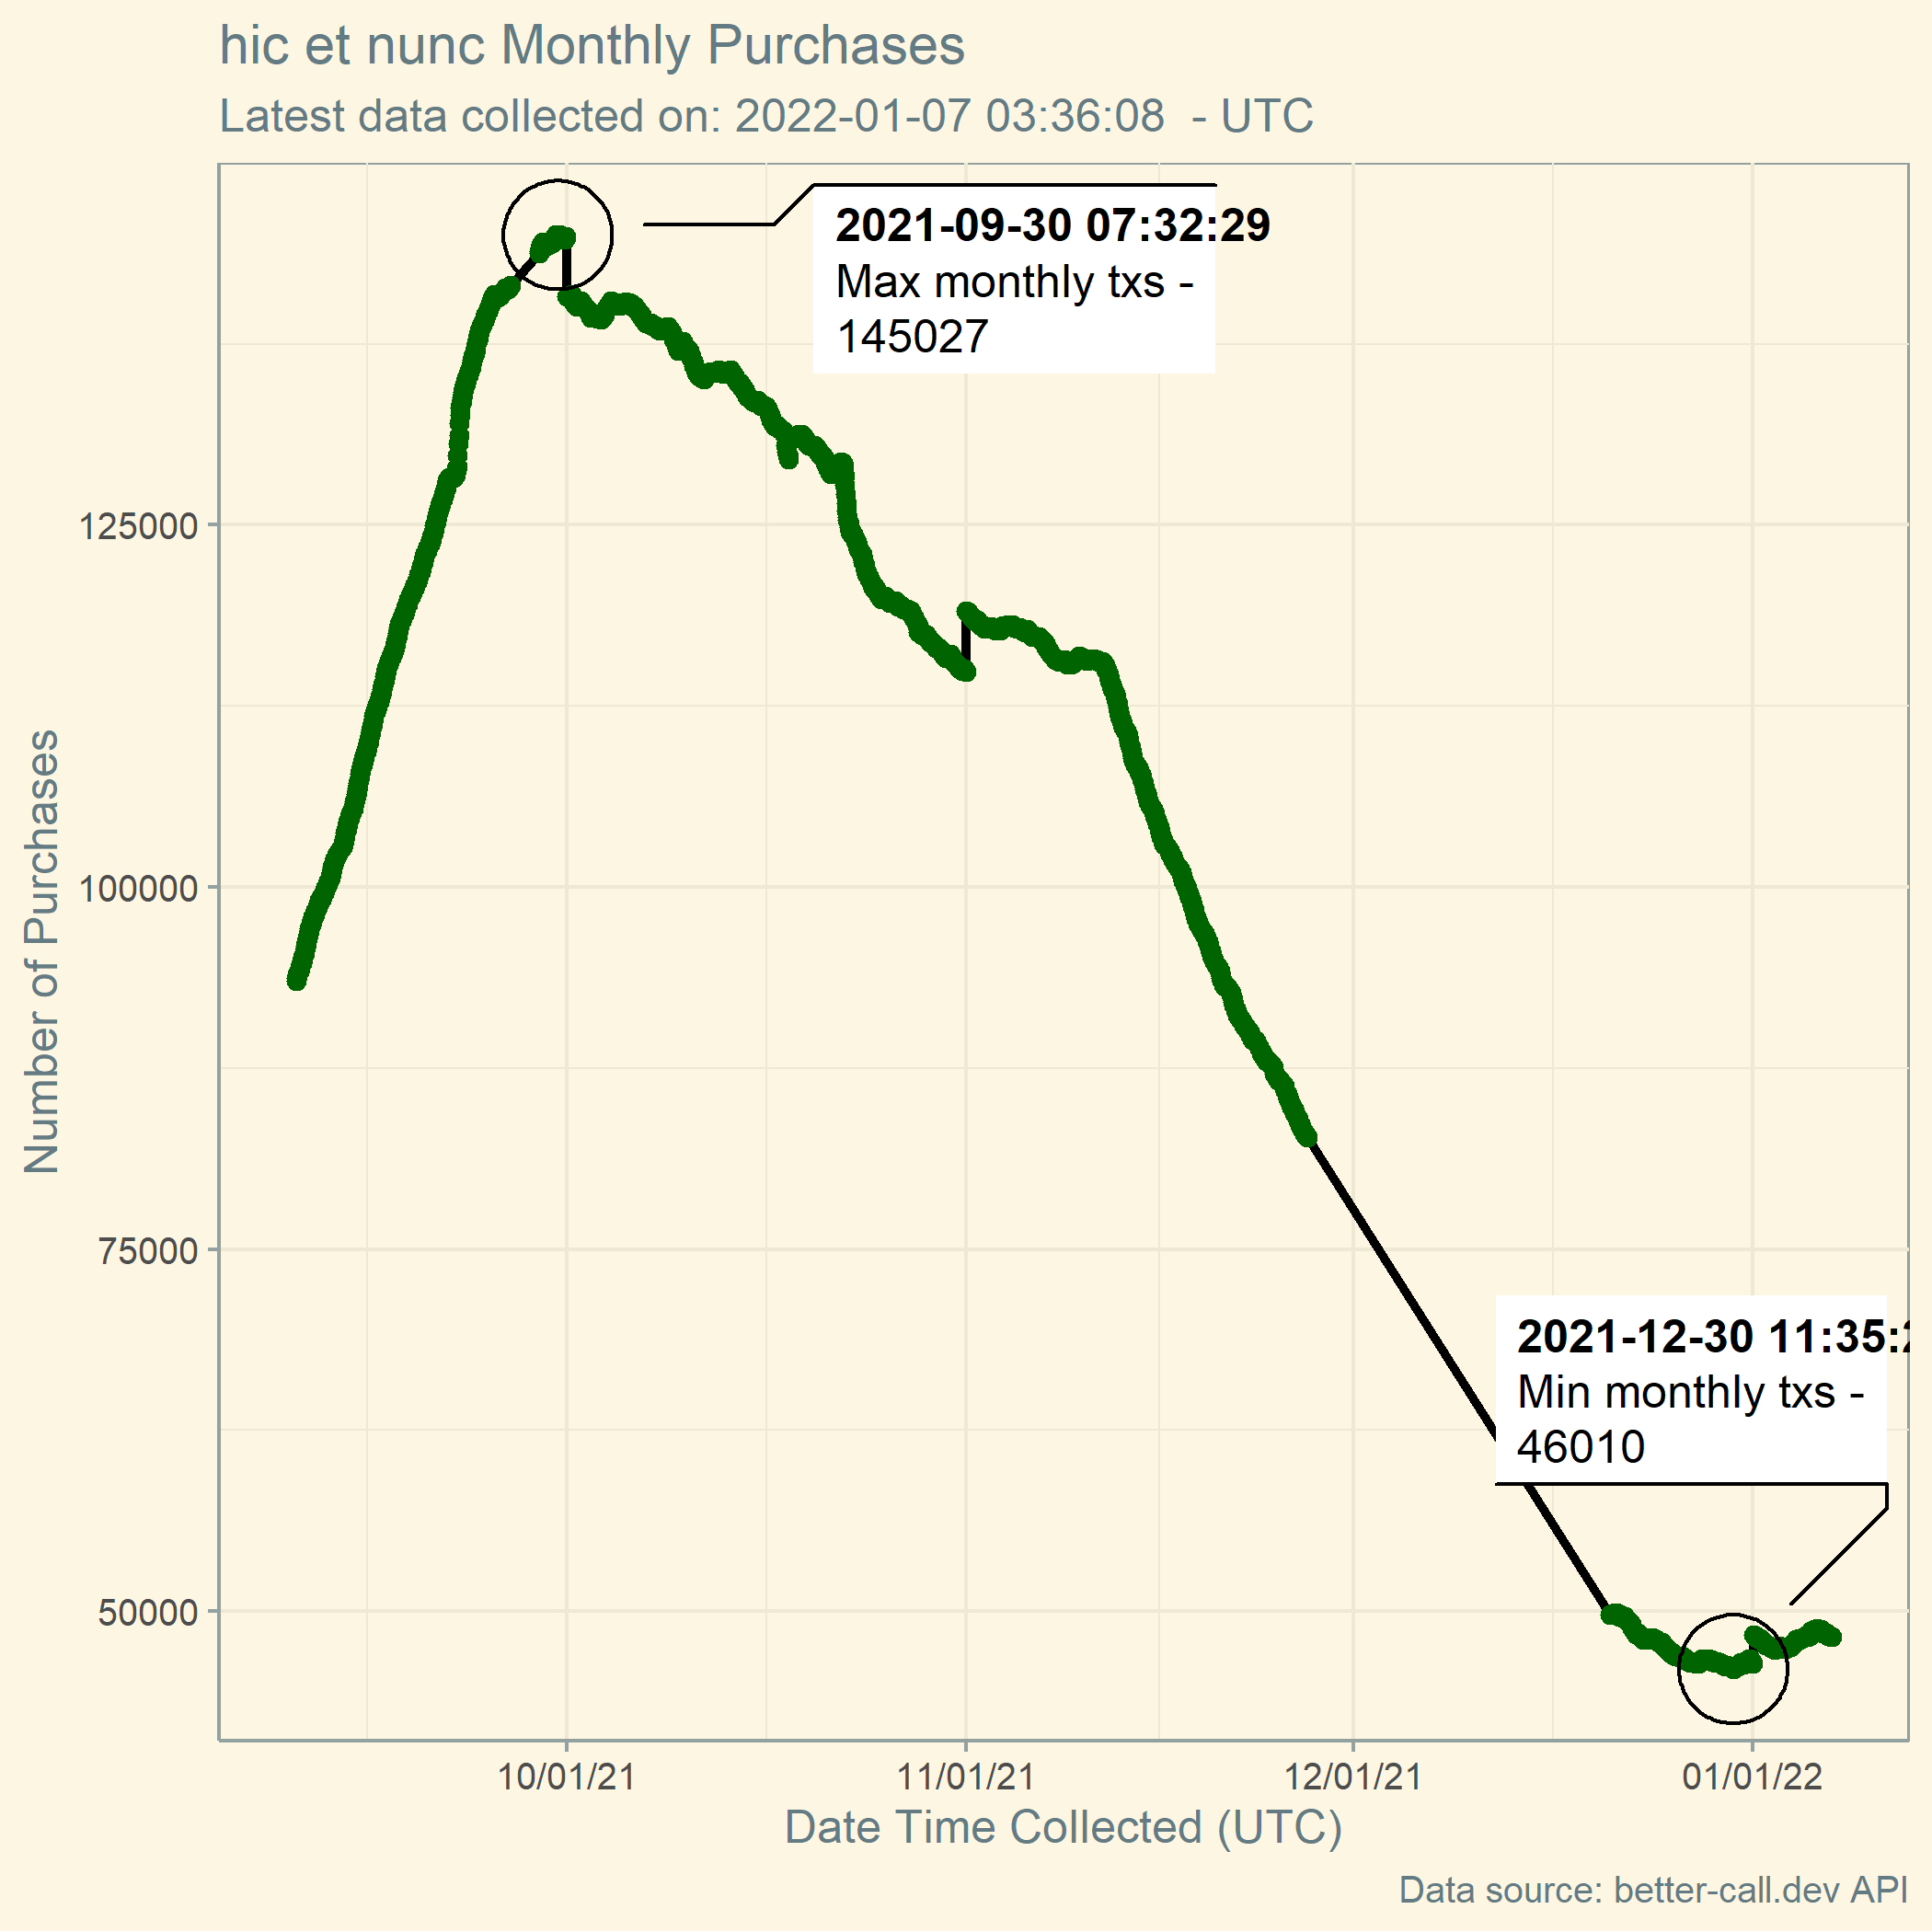 hic et nunc Monthly Purchases
Latest data collected on: 2022-01-07 03:36:08  - UTC
2021-09-30 07:32:29
Max monthly txs -
145027
125000
100000
75000
50000
Number of Purchases
2021-12-30 11:35:
Min monthly txs -
46010
10/01/21
11/01/21
12/01/21
01/01/22
Date Time Collected (UTC)
Data source: better-call.dev API